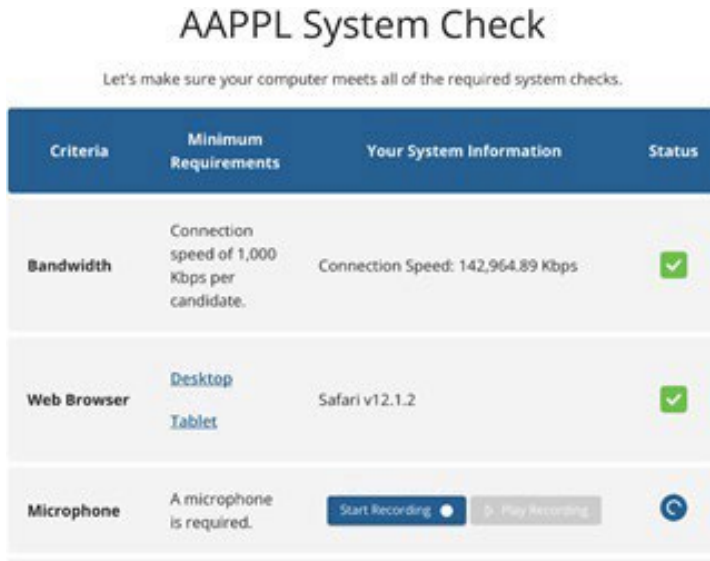 AAPPL System Check
Let's make sure your computer meets all of the required system checks.
Criteria
Minimum
Requirements
Your System Information
Status
Bandwidth
Connection
speed of 1,000
Kbps per
candidate.
Connection Speed: 142,964.89 Kbps
Web Browser
Desktop
Tablet
Safari v12.1.2
Microphone
A microphone
is required.
Start Recording
Play Recording